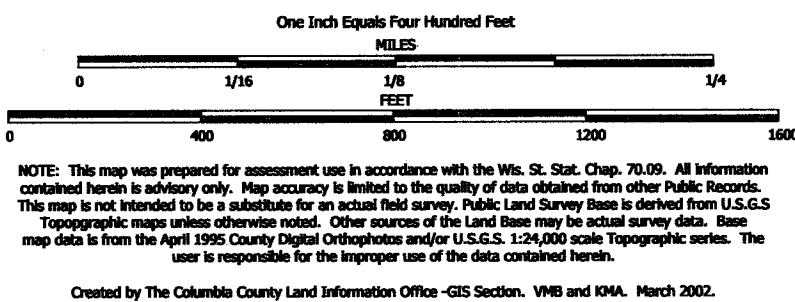 One Inch Equals Four Hundred Feet
MILES
0 1/16 1/8 1/4
FEET
0 400 800 1200 1600
NOTE: This map was prepared for assessment use in accordance with the Wis. St. Stat. Chap. 70.09. All information
contained herein is advisory only. Map accuracy is limited to the quality of data obtained from other Public Records.
This map is not intended to be a substitute for an actual field survey. Public Land Survey Base is derived from U.S.G.S
Topopgraphic maps unless otherwise noted. Other sources of the Land Base may be actual survey data. Base
map data is from the April 1995 County Digital Orthophotos and/or U.S.G.S. 1:24,000 scale Topographic series. The
user is responsible for the improper use of the data contained herein.
Created by The Columbia County Land Information Office -GIS Section. VMB and KMA. March 2002.